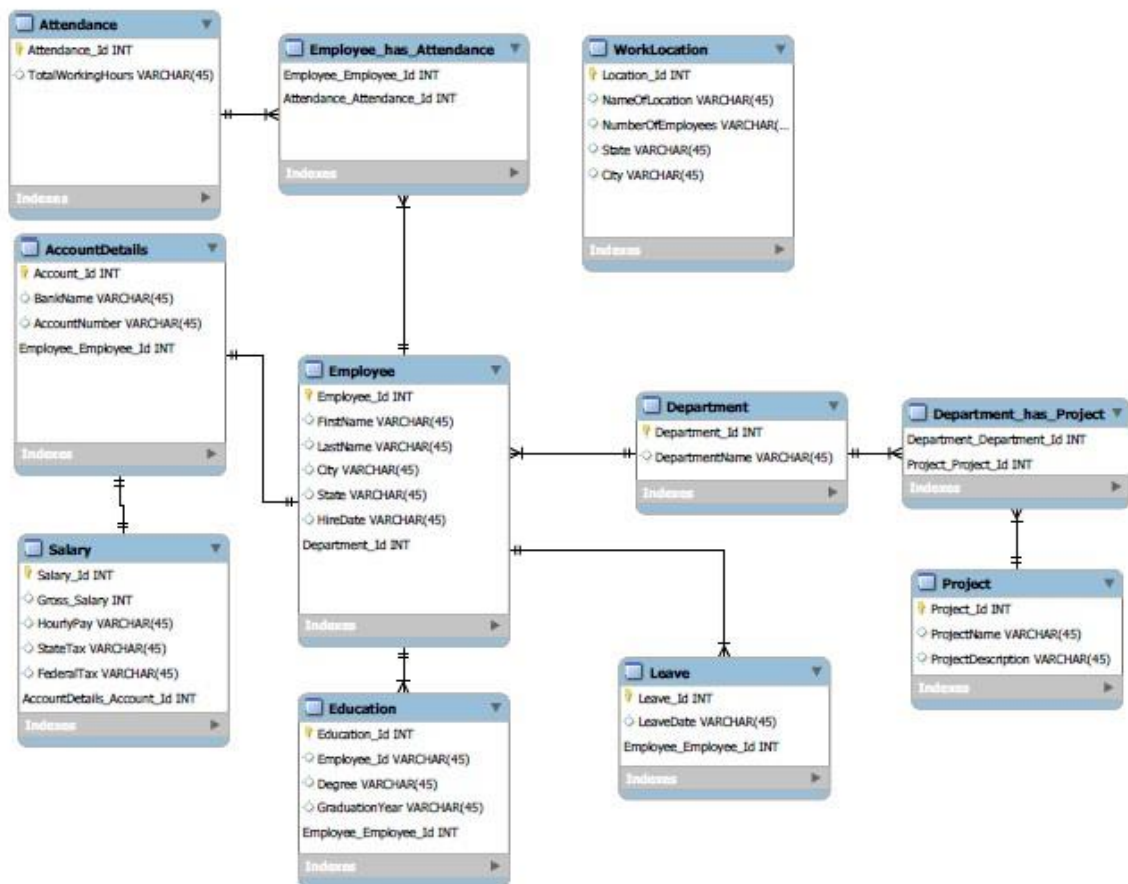 Attendance
Attendance_Id INT
TotalWorkingHours VARCHAR(45)
Indexes
Employee_has_Attendance
Employee_Employee_Id INT
Attendance_Attendance_Id INT
Indexes
WorkLocation
Location_Id INT
NameOfLocation VARCHAR(45)
NumberOfEmployees VARCHAR(...
State VARCHAR(45)
City VARCHAR(45)
Indexes
AccountDetails
Account_Id INT
BankName VARCHAR(45)
AccountNumber VARCHAR(45)
Employee_Employee_Id INT
Indexes
Employee
Employee_Id INT
FirstName VARCHAR(45)
LastName VARCHAR(45)
City VARCHAR(45)
State VARCHAR(45)
HireDate VARCHAR(45)
Department_Id INT
Indexes
Department
Department_Id INT
DepartmentName VARCHAR(45)
Indexes
Department_has_Project
Department_Department_Id INT
Project_Project_Id INT
Indexes
Salary
Salary_Id INT
Gross_Salary INT
HourlyPay VARCHAR(45)
StateTax VARCHAR(45)
FederalTax VARCHAR(45)
AccountDetails_Account_Id INT
Indexes
Project
Project_Id INT
ProjectName VARCHAR(45)
ProjectDescription VARCHAR(45)
Indexes
Leave
Leave_Id INT
LeaveDate VARCHAR(45)
Employee_Employee_Id INT
Indexes
Education
Education_Id INT
Employee_Id VARCHAR(45)
Degree VARCHAR(45)
GraduationYear VARCHAR(45)
Employee_Employee_Id INT
Indexes